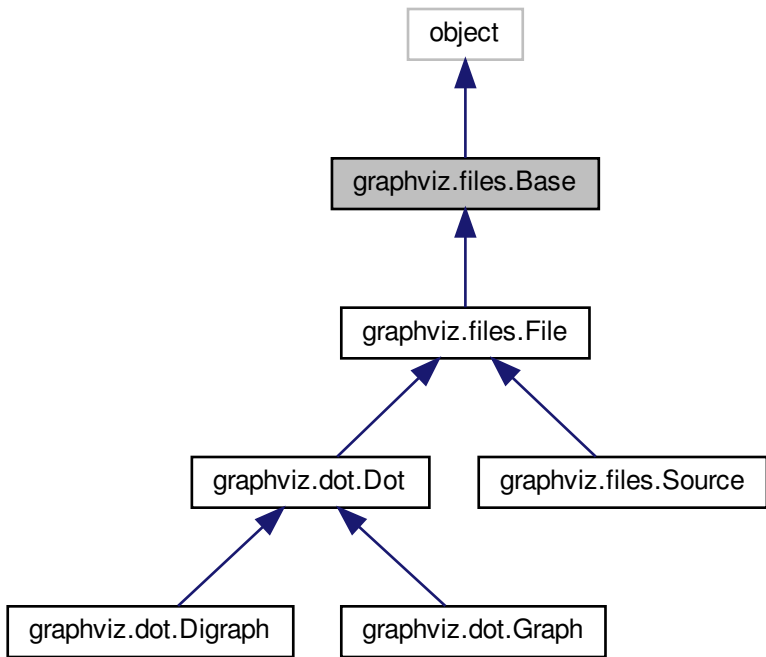 object
graphviz.files.Base
graphviz.files.File
graphviz.dot.Dot
graphviz.files.Source
graphviz.dot.Digraph
graphviz.dot.Graph